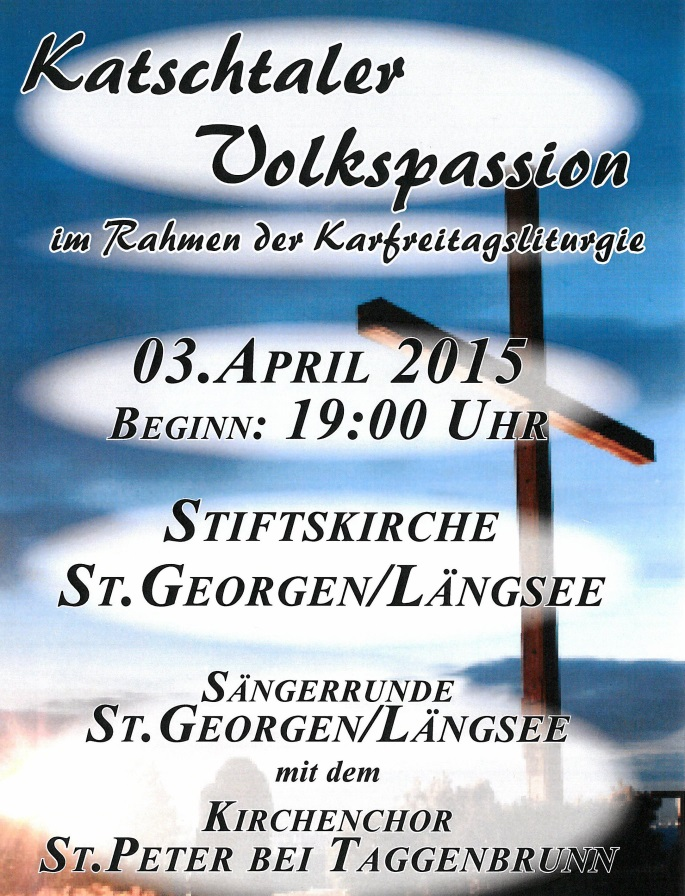 Katschtaler
Volkspassion
im Rahmen der Karfreitagsliturgie
03.April 2015
Beginn: 19:00 Uhr
Stiftskirche
St.Georgen/Längsee
Sängerrunde
St.Georgen/Längsee
mit dem
Kirchenchor
St.Peter bei Taggenbrunn